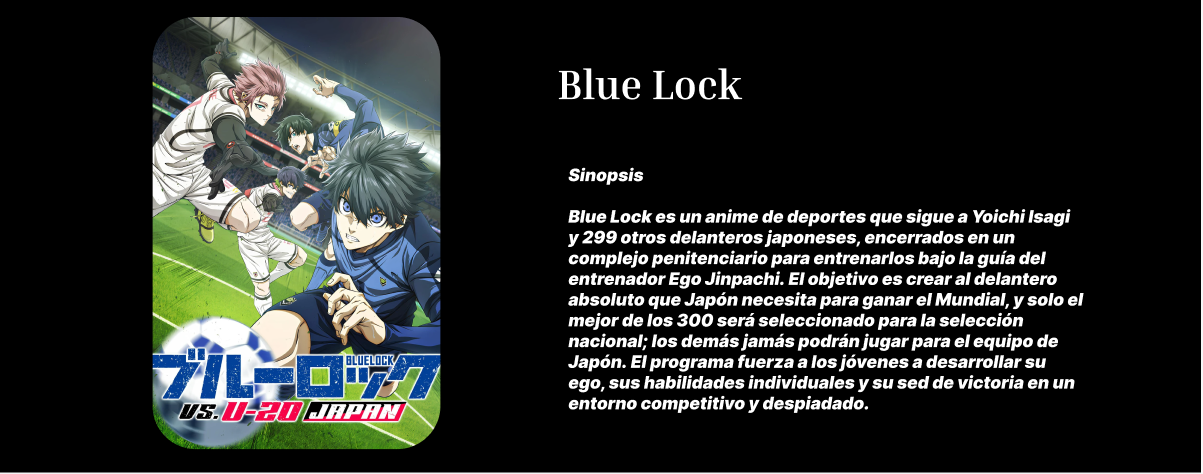 Blue Lock
Sinopsis
Blue Lock es un anime de deportes que sigue a Yoichi Isagi
y 299 otros delanteros japoneses, encerrados en un
complejo penitenciario para entrenarlos bajo la guía del
entrenador Ego Jinpachi. El objetivo es crear al delantero
absoluto que Japón necesita para ganar el Mundial, y solo el
mejor de los 300 será seleccionado para la selección
nacional; los demás jamás podrán jugar para el equipo de
Japón. El programa fuerza a los jóvenes a desarrollar su
ego, sus habilidades individuales y su sed de victoria en un
entorno competitivo y despiadado.
ブルーロック
BLUELOCK
VS. U-20 JAPAN